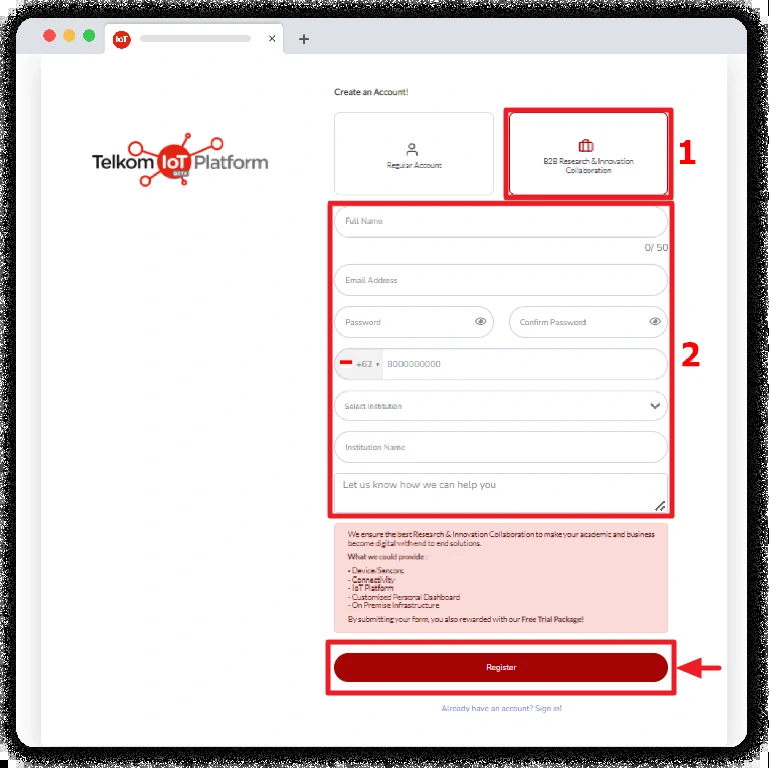 IoT
Create an Account!
Telkom IoT Platform
BETA
Regular Account
B2B Research & Innovation
Collaboration
1
Full Name
0/ 50
Email Address
Password
Confirm Password
2
+62
8000000000
Select Institution
Institution Name
Let us know how we can help you
We ensure the best Research & Innovation Collaboration to make your academic and business
become digital withend to end solutions.
What we could provide :
- Device/Sensors
- Connectivity
- IoT Platform
- Customized Personal Dashboard
- On Premise Infrastructure
By submitting your form, you also rewarded with our Free Trial Package!
Register
Already have an account? Sign in!